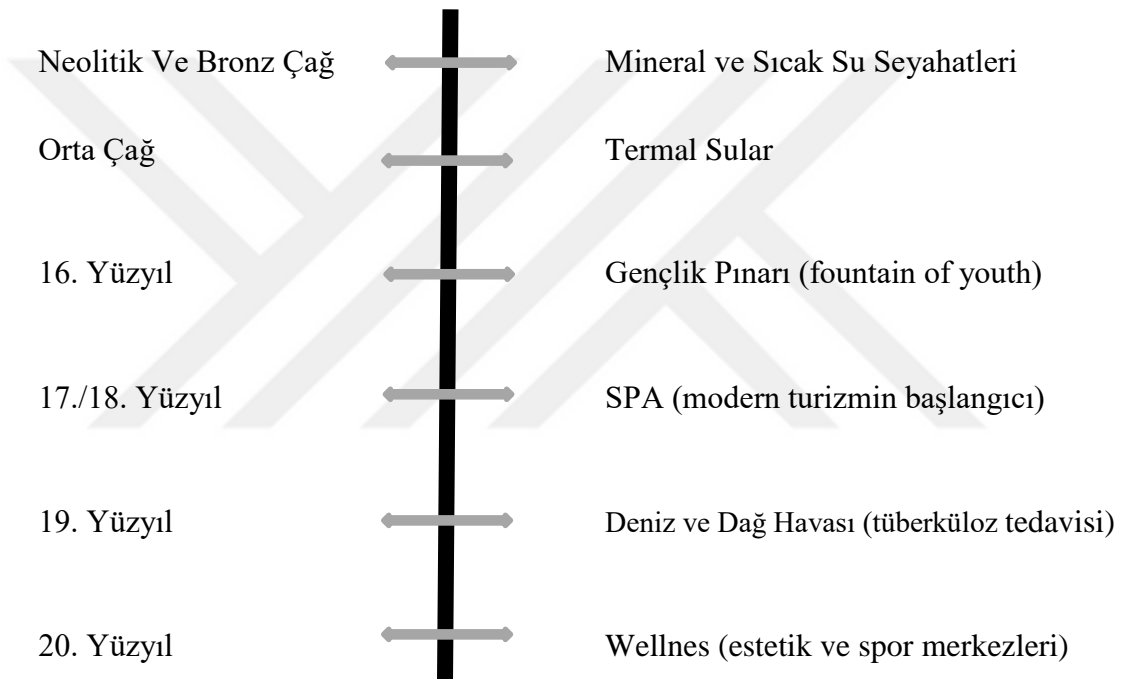 Neolitik Ve Bronz Çağ Mineral ve Sıcak Su Seyahatleri
Orta Çağ Termal Sular
16. Yüzyıl Gençlik Pınarı (fountain of youth)
17./18. Yüzyıl SPA (modern turizmin başlangıcı)
19. Yüzyıl Deniz ve Dağ Havası (tüberküloz tedavisi)
20. Yüzyıl Wellnes (estetik ve spor merkezleri)